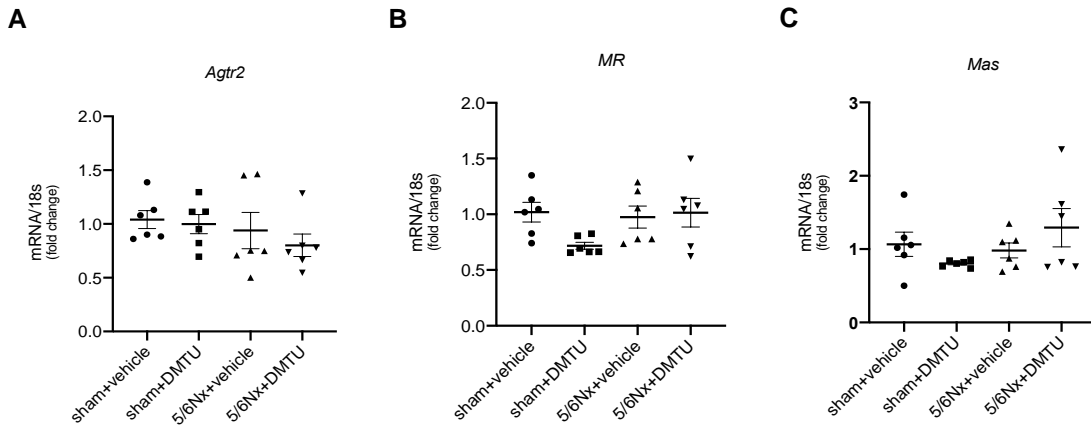 A
Agtr2
mRNA/18s
(fold change)
2.0
1.5
1.0
0.5
0.0
sham+vehicle
sham+DMTU
5/6Nx+vehicle
5/6Nx+DMTU
B
MR
mRNA/18s
(fold change)
2.0
1.5
1.0
0.5
0.0
sham+vehicle
sham+DMTU
5/6Nx+vehicle
5/6Nx+DMTU
C
Mas
mRNA/18s
(fold change)
3
2
1
0
sham+vehicle
sham+DMTU
5/6Nx+vehicle
5/6Nx+DMTU